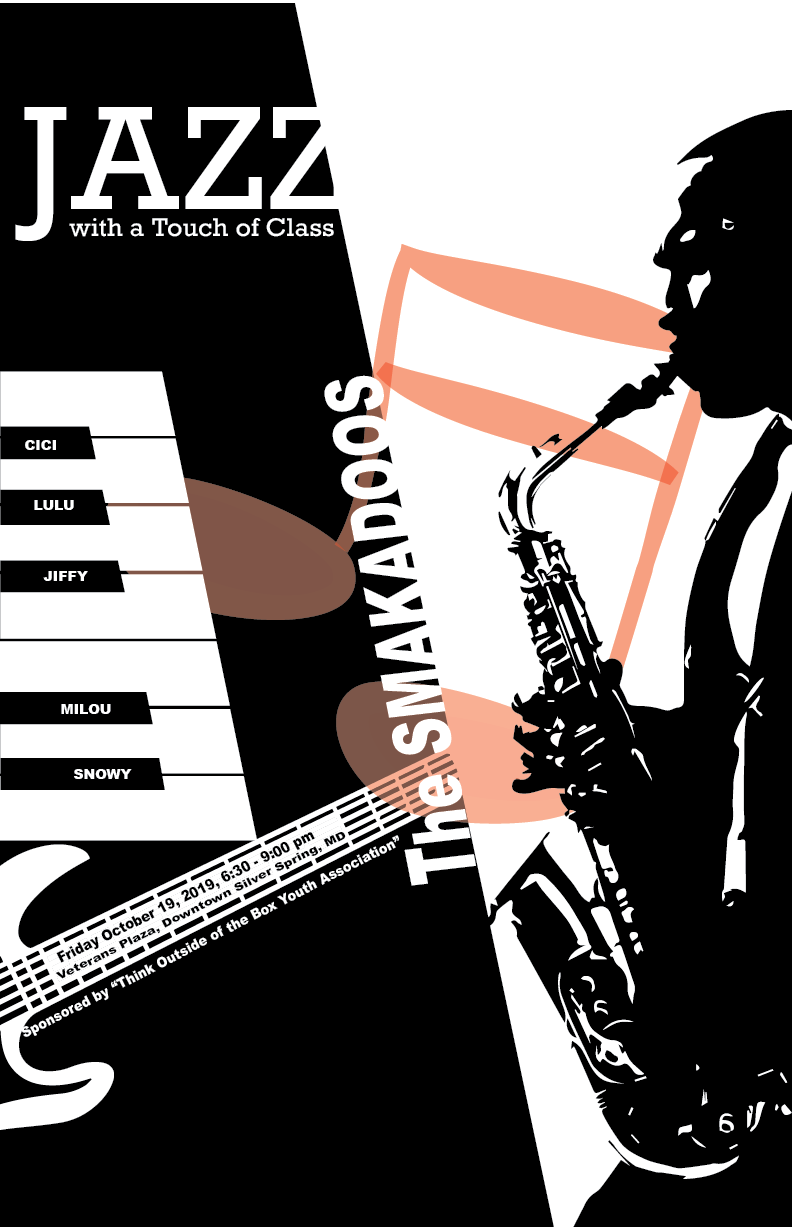 JAZZ
with a Touch of Class
CICI
LULU
JIFFY
MILOU
SNOWY
The SMAKADOOS
Friday October 19, 2019, 6:30 - 9:00 pm
Veterans Plaza, Downtown Silver Spring, MD
Sponsored by “Think Outside of the Box Youth Association”